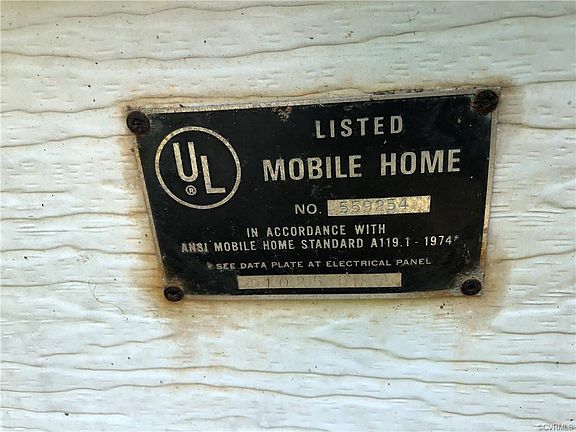 UL®
LISTED
MOBILE HOME
NO. 559254
IN ACCORDANCE WITH
ANSI MOBILE HOME STANDARD A119.1 - 1974
SEE DATA PLATE AT ELECTRICAL PANEL
©CVRMLS